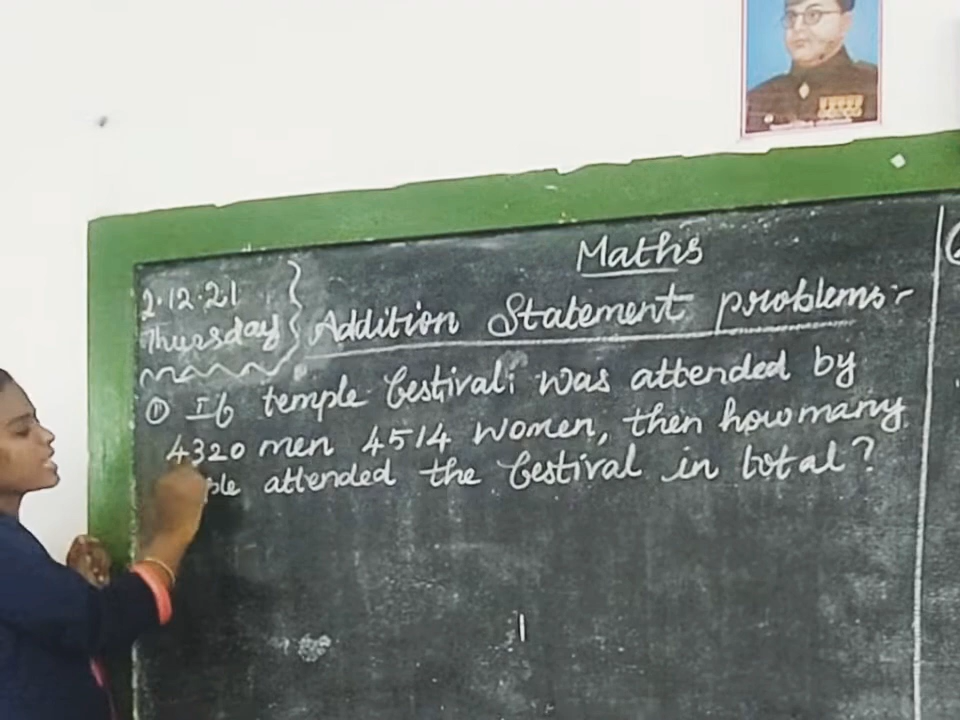 Maths
2.12.21
Thursday
Addition Statement problems:-
① If temple festival: was attended by
4320 men 4514 women, then how many
ple attended the festival in total?